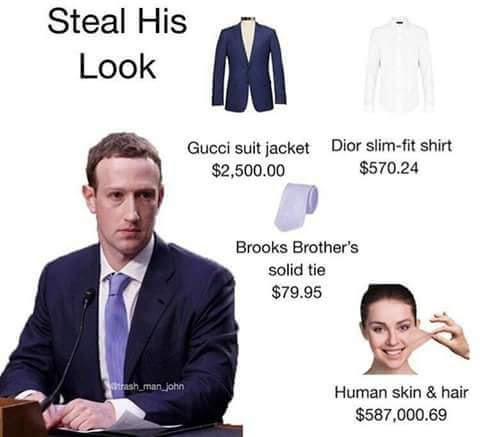 Steal His
Look
Gucci suit jacket
$2,500.00
Dior slim-fit shirt
$570.24
Brooks Brother's
solid tie
$79.95
@trash_man_john
Human skin & hair
$587,000.69